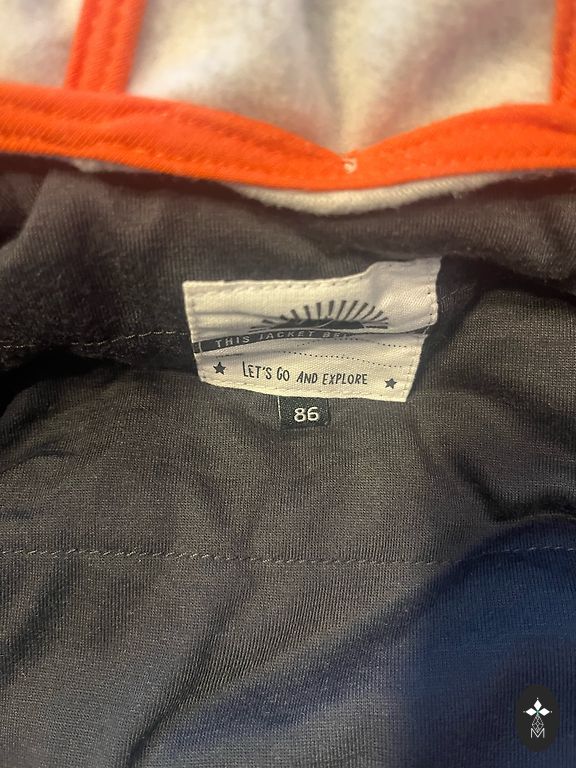 THIS JACKET
LET'S GO AND EXPLORE
86